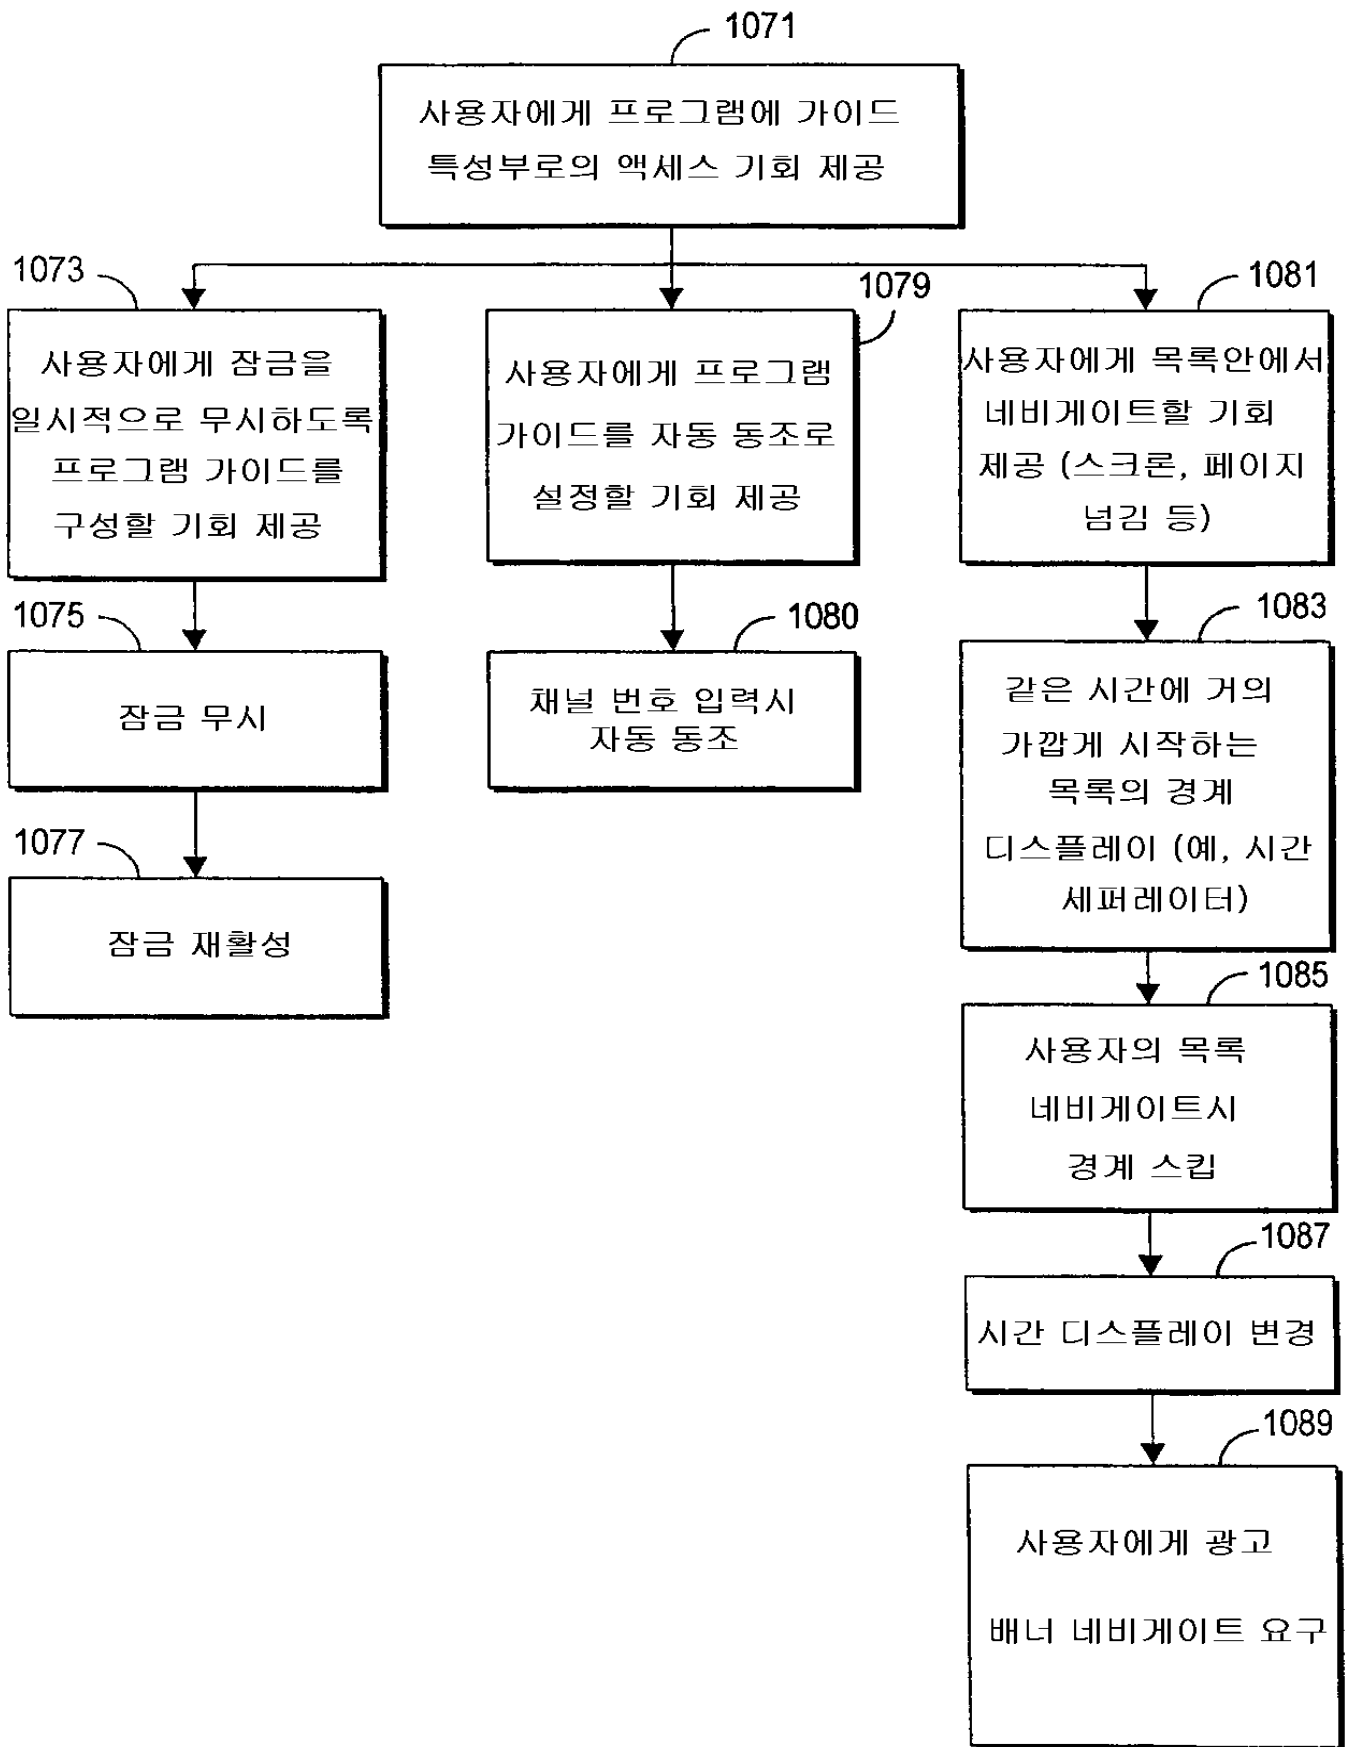 1071
사용자에게 프로그램에 가이드
특성부로의 액세스 기회 제공
1073
사용자에게 잠금을
일시적으로 무시하도록
프로그램 가이드를
구성할 기회 제공
1075
잠금 무시
1077
잠금 재활성
1079
사용자에게 프로그램
가이드를 자동 동조로
설정할 기회 제공
1080
채널 번호 입력시
자동 동조
1081
사용자에게 목록안에서
네비게이트할 기회
제공 (스크론, 페이지
넘김 등)
1083
같은 시간에 거의
가깝게 시작하는
목록의 경계
디스플레이 (예, 시간
세퍼레이터)
1085
사용자의 목록
네비게이트시
경계 스킵
1087
시간 디스플레이 변경
1089
사용자에게 광고
배너 네비게이트 요구